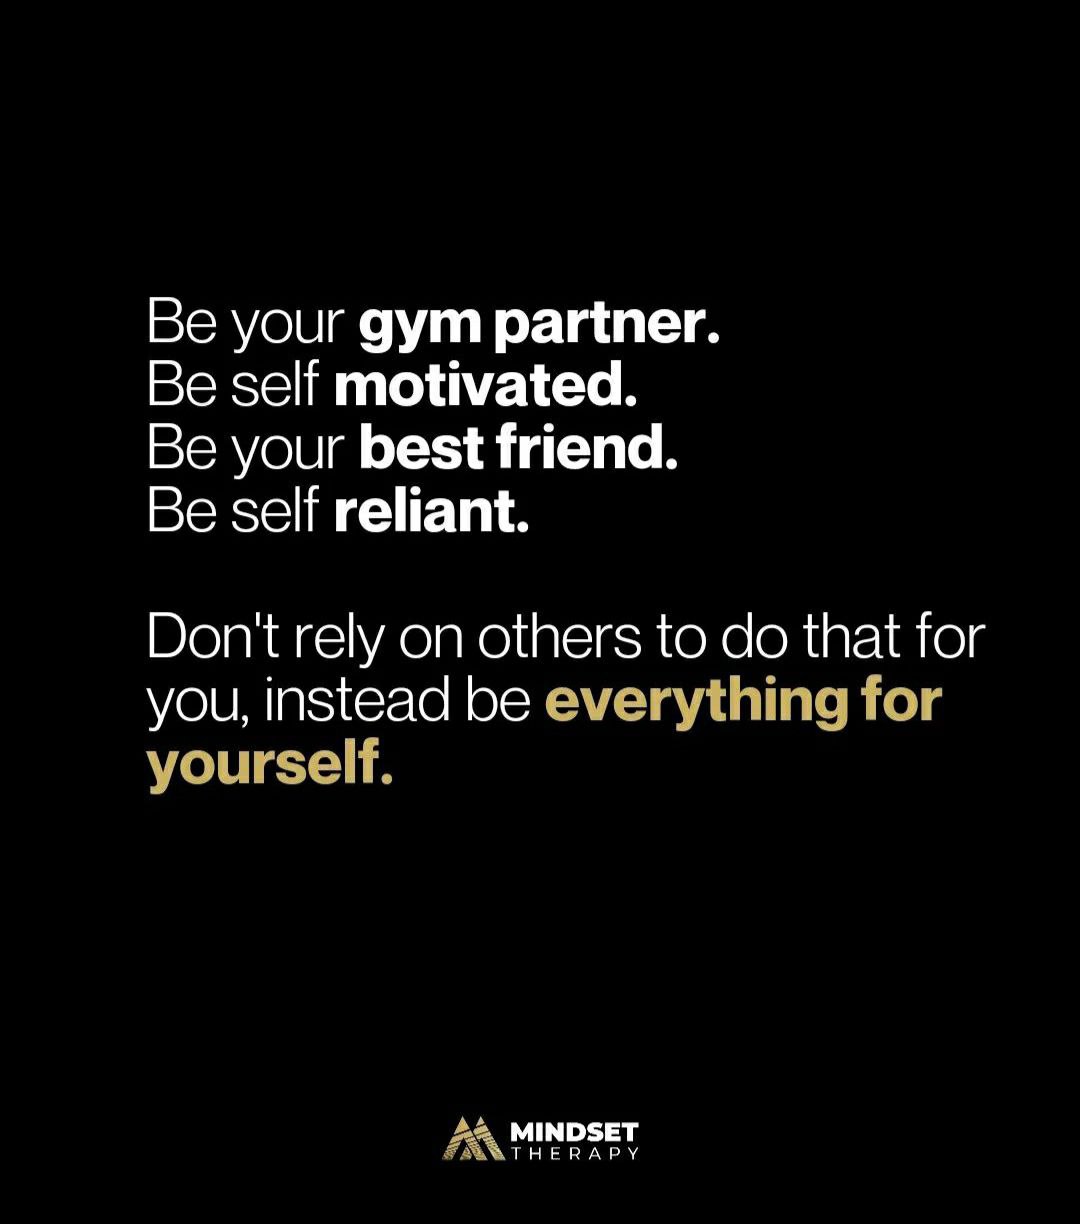 Be your gym partner.
Be self motivated.
Be your best friend.
Be self reliant.
Don't rely on others to do that for
you, instead be everything for
yourself.
MINDSET
THERAPY